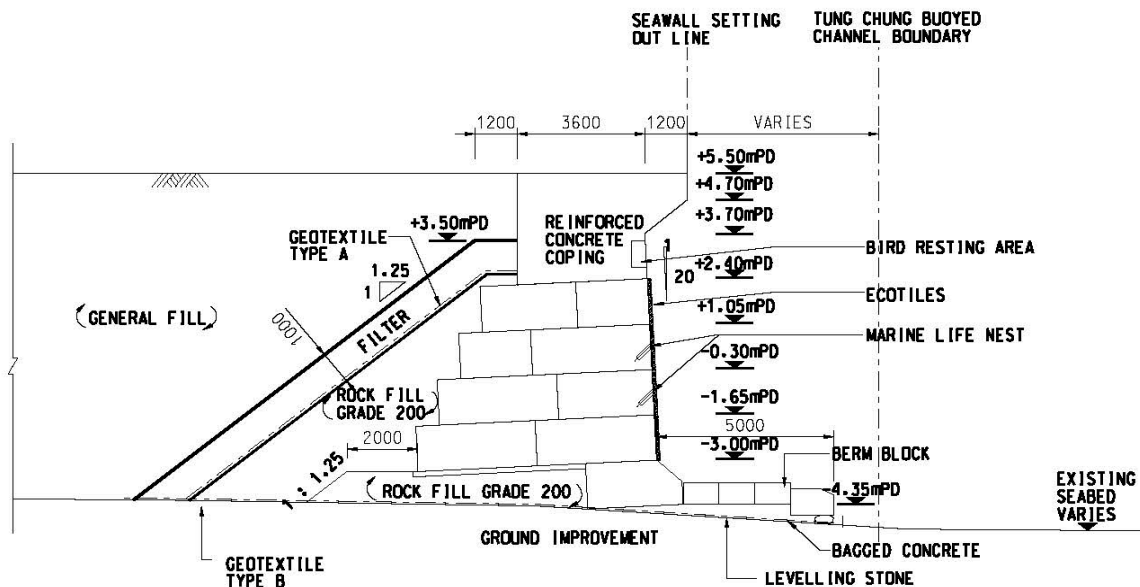 SEAWALL SETTING
OUT LINE
TUNG CHUNG BUOYED
CHANNEL BOUNDARY
1200
3600
1200
VARIES
+5.50mPD
+4.70mPD
+3.50mPD
+3.70mPD
GEOTEXTILE
TYPE A
REINFORCED
CONCRETE
COPING
1
20
BIRD RESTING AREA
+2.40mPD
1.25
1
ECOTILES
GENERAL FILL
1000
FILTER
+1.05mPD
MARINE LIFE NEST
-0.30mPD
ROCK FILL
GRADE 200
-1.65mPD
2000
5000
-3.00mPD
1:1.25
BERM BLOCK
ROCK FILL GRADE 200
4.35mPD
EXISTING
SEABED
VARIES
GROUND IMPROVEMENT
BAGGED CONCRETE
GEOTEXTILE
TYPE B
LEVELLING STONE